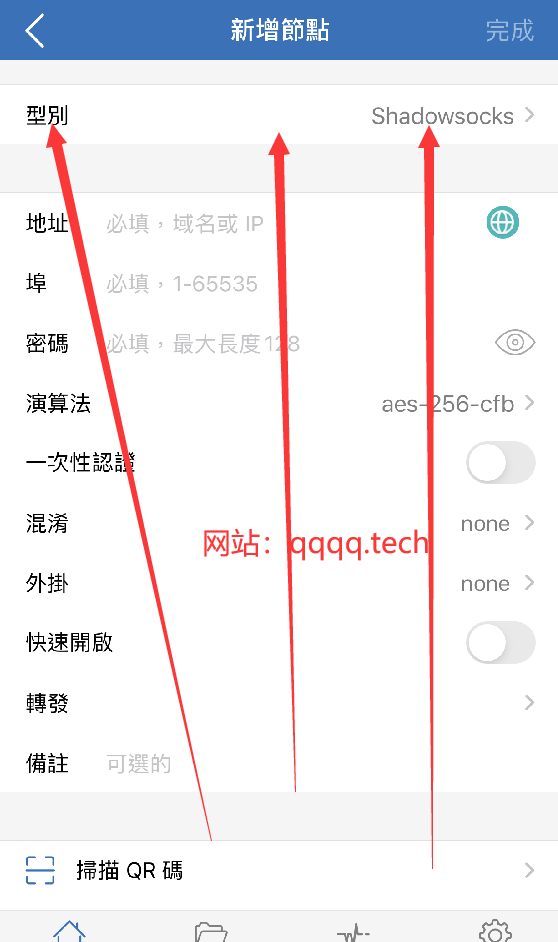 新增節點
完成
型別 Shadowsocks
地址 必填，域名或 IP
埠 必填，1-65535
密碼 必填，最大長度128
演算法 aes-256-cfb
一次性認證
混淆 none
网站：qqqq.tech
外掛 none
快速開啟
轉發
備註 可選的
掃描 QR 碼